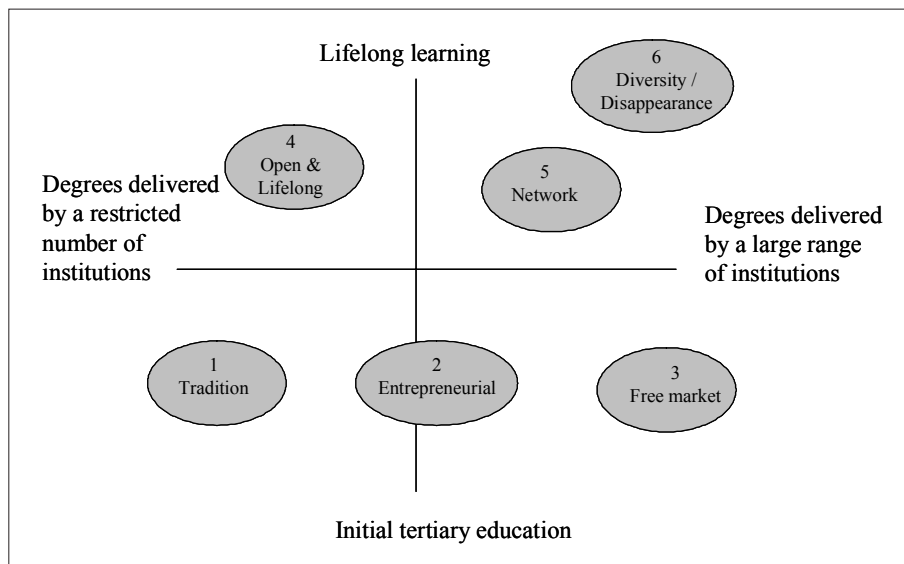 Lifelong learning
6
Diversity /
Disappearance
4
Open &
Lifelong
5
Network
Degrees delivered
by a restricted
number of
institutions
Degrees delivered
by a large range
of institutions
1
Tradition
2
Entrepreneurial
3
Free market
Initial tertiary education